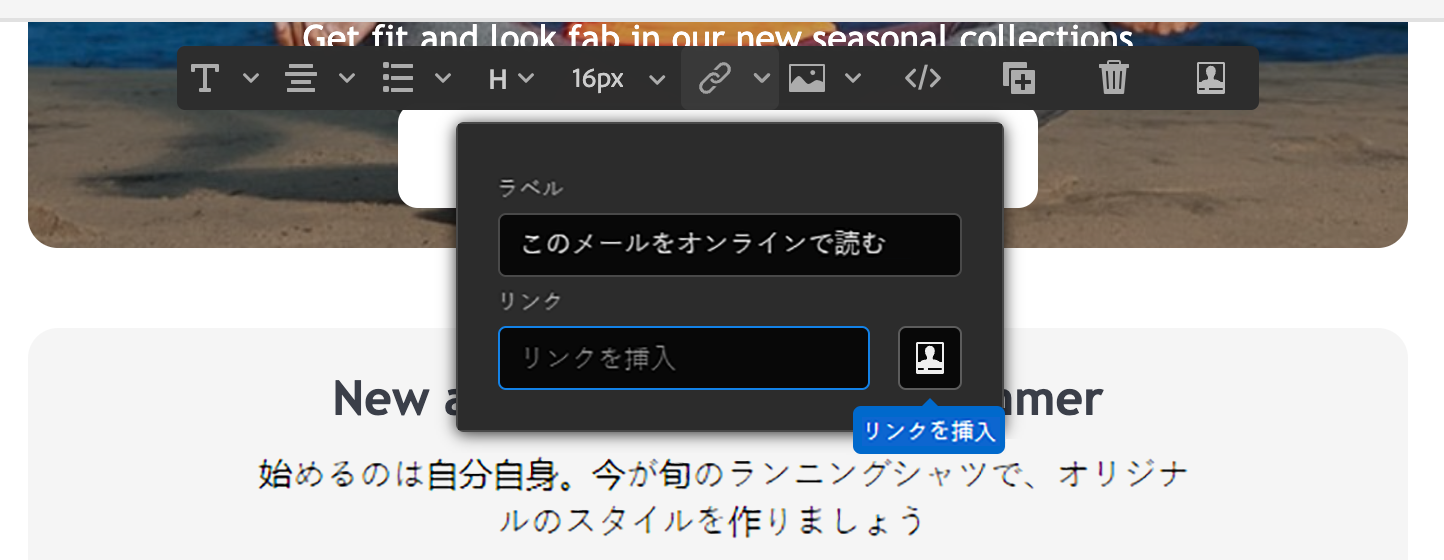 Get fit and look fab in our new seasonal collections
H
16px
ラベル
このメールをオンラインで読む
リンク
リンクを挿入
リンクを挿入
New
mer
始めるのは自分自身。今が旬のランニングシャツで、オリジナ
ルのスタイルを作りましょう